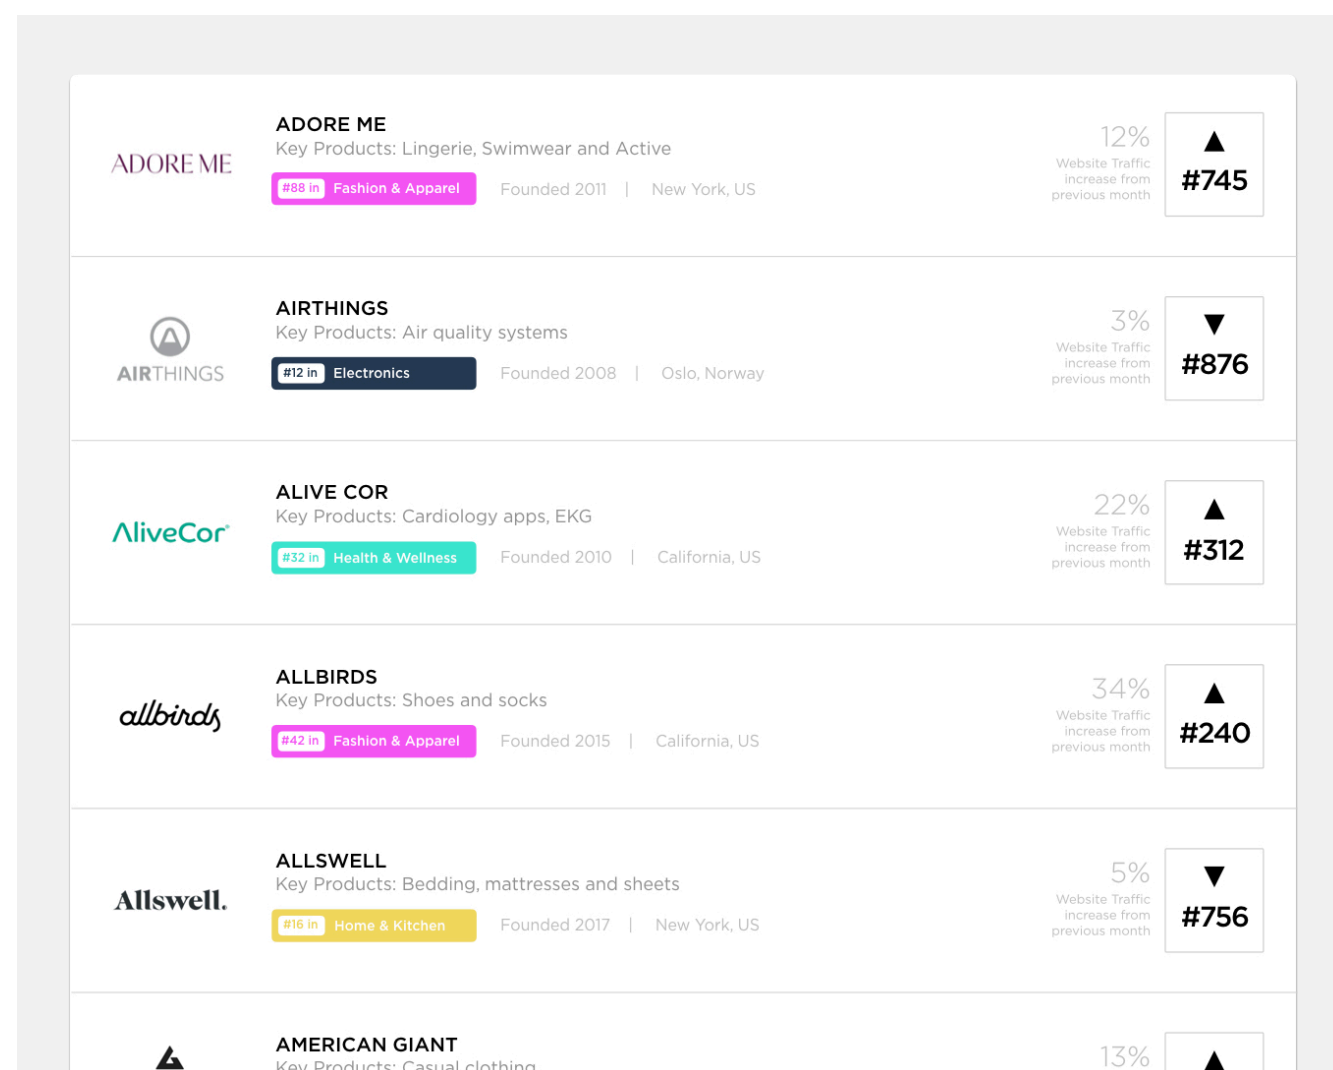 ADORE ME
ADORE ME
Key Products: Lingerie, Swimwear and Active
#88 in Fashion & Apparel Founded 2011 | New York, US
12%
Website Traffic
increase from
previous month
#745
AIRTHINGS
AIRTHINGS
Key Products: Air quality systems
#12 in Electronics Founded 2008 | Oslo, Norway
3%
Website Traffic
increase from
previous month
#876
AliveCor®
ALIVE COR
Key Products: Cardiology apps, EKG
#32 in Health & Wellness Founded 2010 | California, US
22%
Website Traffic
increase from
previous month
#312
allbirds
ALLBIRDS
Key Products: Shoes and socks
#42 in Fashion & Apparel Founded 2015 | California, US
34%
Website Traffic
increase from
previous month
#240
Allswell.
ALLSWELL
Key Products: Bedding, mattresses and sheets
#16 in Home & Kitchen Founded 2017 | New York, US
5%
Website Traffic
increase from
previous month
#756
AMERICAN GIANT
Key Products: Casual clothing
13%